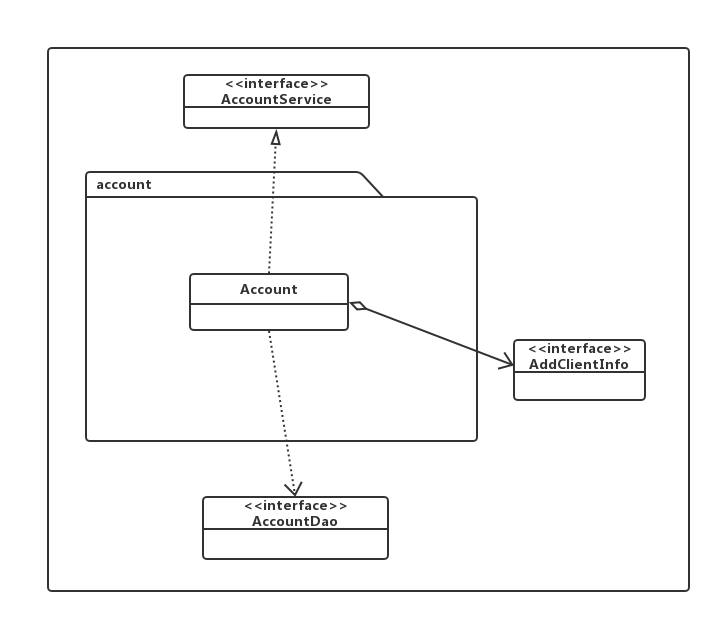 <<interface>>
AccountService
account
Account
<<interface>>
AddClientInfo
<<interface>>
AccountDao